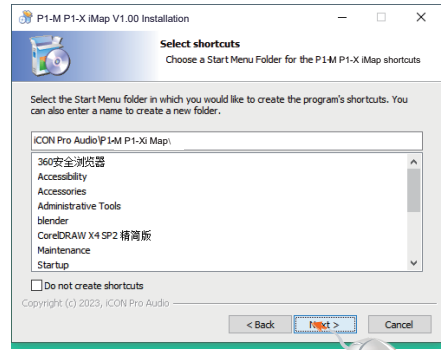 P1-M P1-X iMap V1.00 Installation
Select shortcuts
Choose a Start Menu Folder for the P1-M P1-X iMap shortcuts
Select the Start Menu folder in which you would like to create the program's shortcuts. You
can also enter a name to create a new folder.
iCON Pro Audio\P1-M P1-Xi Map\
360安全浏览器
Accessibility
Accessories
Administrative Tools
blender
CorelDRAW X4 SP2 精简版
Maintenance
Startup
Do not create shortcuts
Copyright (c) 2023, iCON Pro Audio
< Back
Next >
Cancel